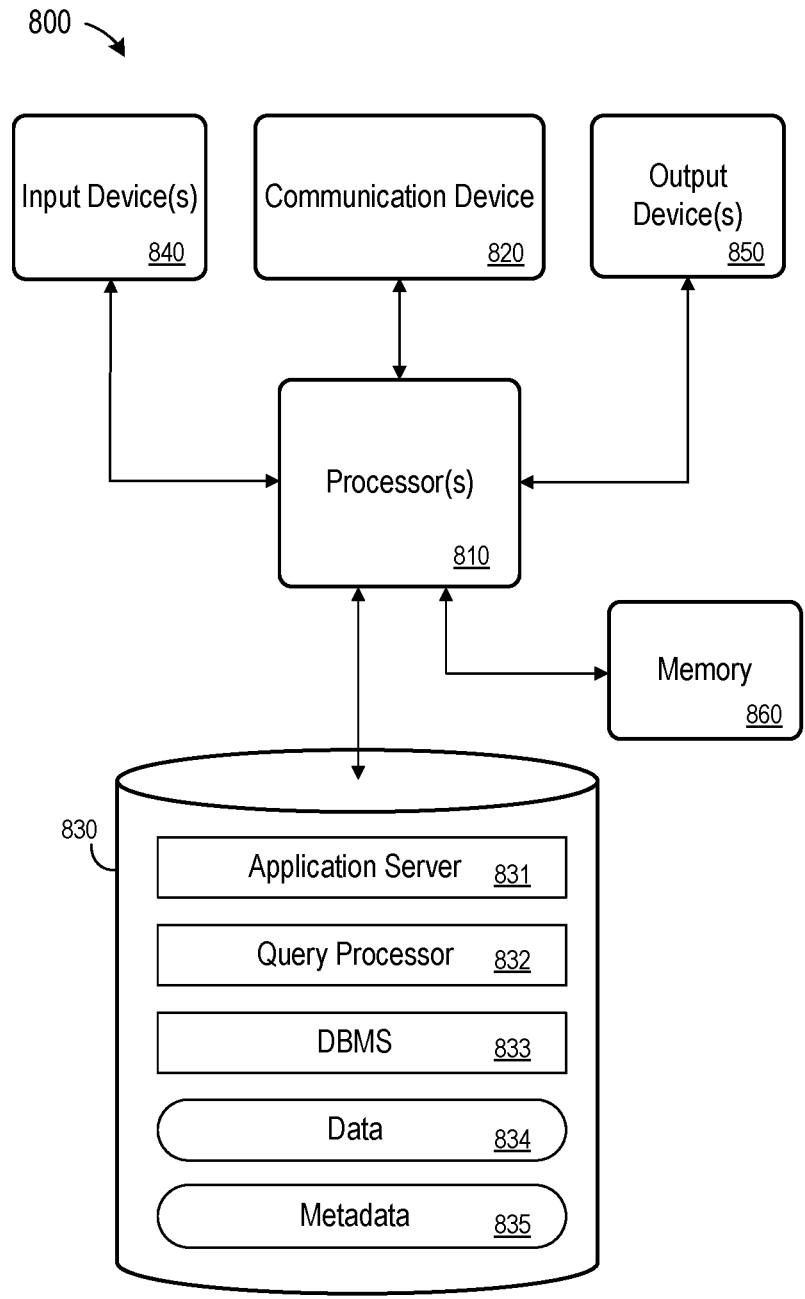 800
Input Device(s)
840
Communication Device
820
Output
Device(s)
850
Processor(s)
810
Memory
860
830
Application Server 831
Query Processor 832
DBMS 833
Data 834
Metadata 835